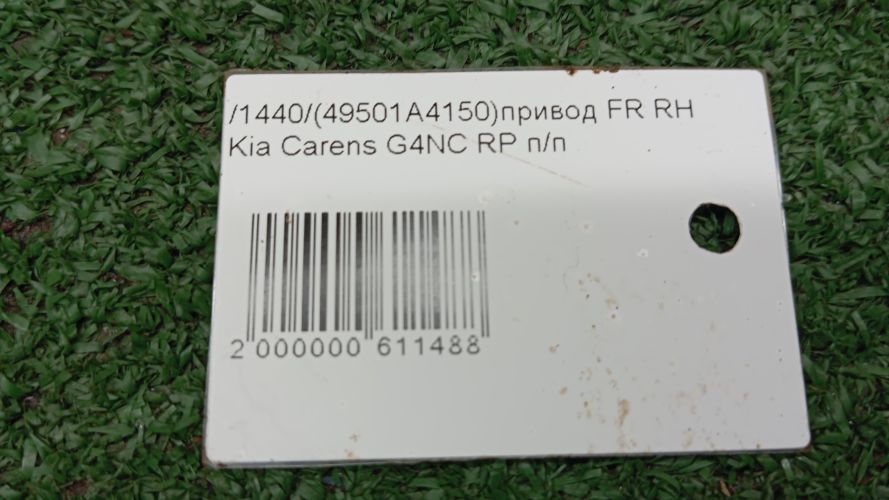 /1440/(49501A4150)привод FR RH
Kia Carens G4NC RP п/п
2 000000 611488